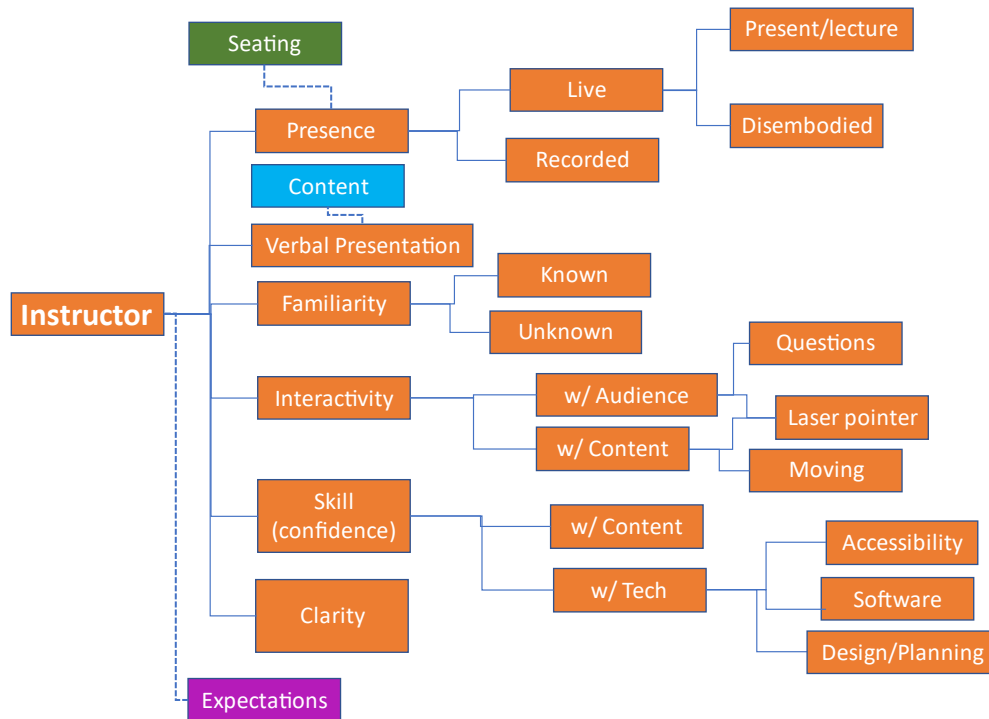 Seating
Present/lecture
Live
Presence
Disembodied
Recorded
Content
Verbal Presentation
Known
Instructor
Familiarity
Unknown
Questions
Interactivity
w/ Audience
Laser pointer
w/ Content
Moving
Skill
(confidence)
w/ Content
Accessibility
w/ Tech
Software
Clarity
Design/Planning
Expectations